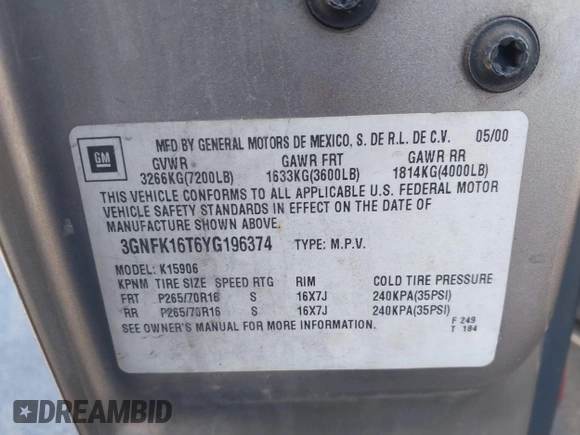 GM
MFD BY GENERAL MOTORS DE MEXICO, S. DE R.L. DE C.V. 05/00
GVWR GAWR FRT GAWR RR
3266KG(7200LB) 1633KG(3600LB) 1814KG(4000LB)
THIS VEHICLE CONFORMS TO ALL APPLICABLE U.S. FEDERAL MOTOR
VEHICLE SAFETY STANDARDS IN EFFECT ON THE DATE OF
MANUFACTURE SHOWN ABOVE.
3GNFK16T6YG196374 TYPE: M.P.V.
MODEL: K15906
KPNM TIRE SIZE SPEED RTG RIM COLD TIRE PRESSURE
FRT P265/70R16 S 16X7J 240KPA(35PSI)
RR P265/70R16 S 16X7J 240KPA(35PSI)
SEE OWNER'S MANUAL FOR MORE INFORMATION.
F 249
T 184
DREAMBID